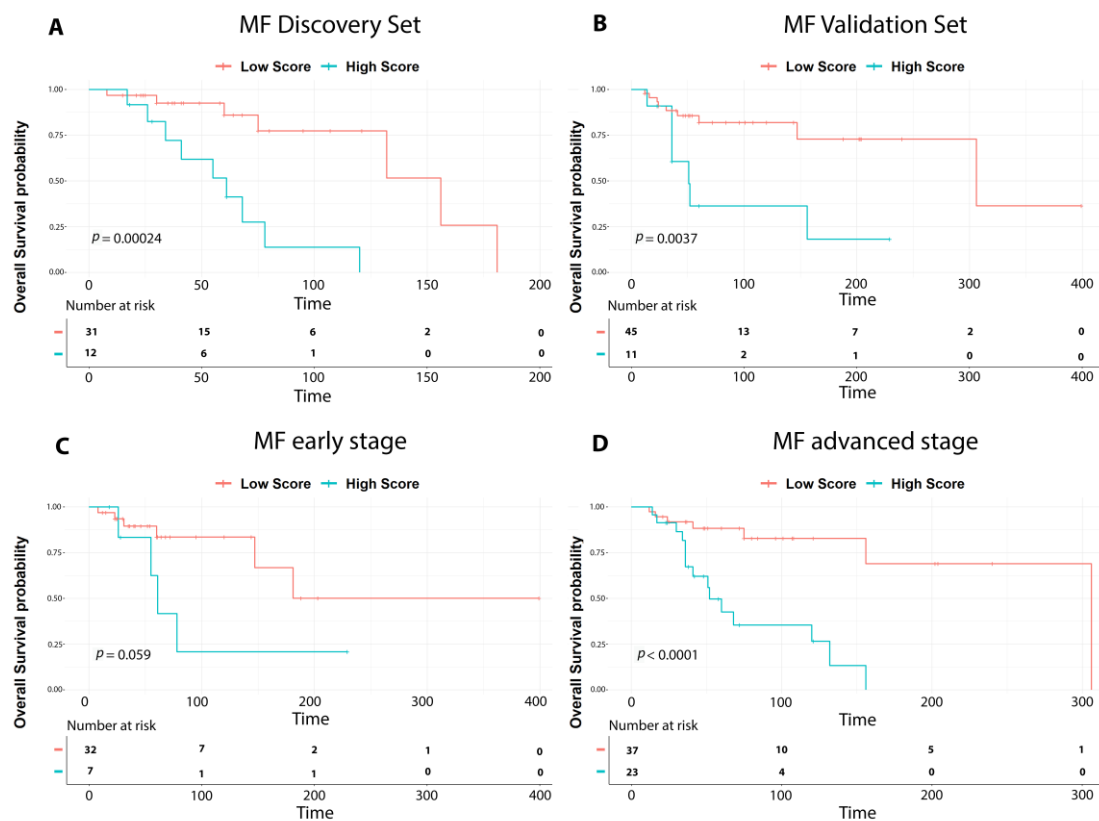 A MF Discovery Set
Low Score High Score
Overall Survival probability
1.00
0.75
0.50
0.25
0.00
p = 0.00024
50 100 150 200
Time
Number at risk
31 15 6 2 0
12 6 1 0 0
0 50 100 150 200
Time
B MF Validation Set
Low Score High Score
Overall Survival probability
1.00
0.75
0.50
0.25
0.00
p = 0.0037
0 100 200 300 400
Time
Number at risk
45 13 7 2 0
11 2 1 0 0
0 100 200 300 400
Time
C MF early stage
Low Score High Score
Overall Survival probability
1.00
0.75
0.50
0.25
0.00
p = 0.059
0 100 200 300 400
Time
Number at risk
32 7 2 1 0
7 1 1 0 0
0 100 200 300 400
Time
D MF advanced stage
Low Score High Score
Overall Survival probability
1.00
0.75
0.50
0.25
0.00
p < 0.0001
0 100 200 300
Time
Number at risk
37 10 5 1
23 4 0 0
0 100 200 300
Time